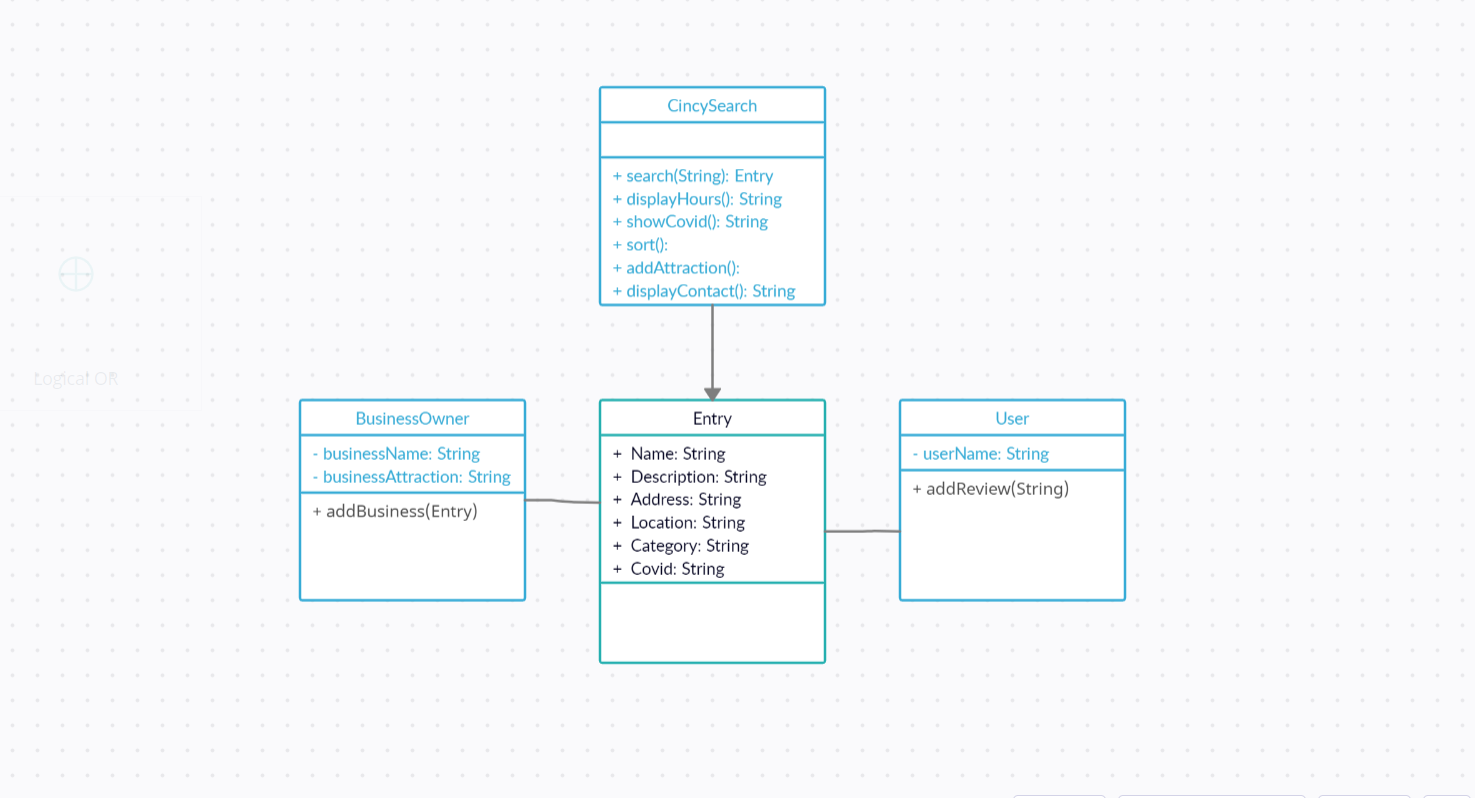 CincySearch
+ search(String): Entry
+ displayHours(): String
+ showCovid(): String
+ sort():
+ addAttraction():
+ displayContact(): String
Logical OR
BusinessOwner
- businessName: String
- businessAttraction: String
+ addBusiness(Entry)
Entry
+ Name: String
+ Description: String
+ Address: String
+ Location: String
+ Category: String
+ Covid: String
User
- userName: String
+ addReview(String)